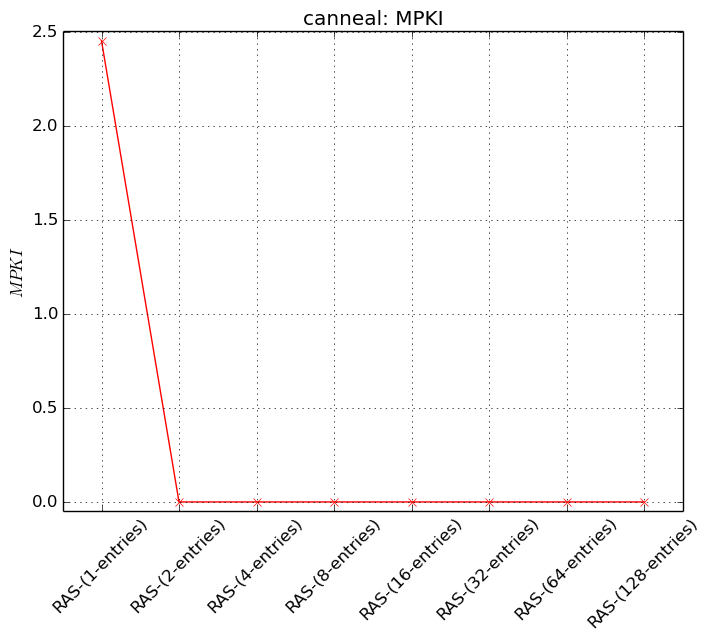 canneal: MPKI
2.5
2.0
1.5
1.0
0.5
0.0
MPKI
RAS-(1-entries)
RAS-(2-entries)
RAS-(4-entries)
RAS-(8-entries)
RAS-(16-entries)
RAS-(32-entries)
RAS-(64-entries)
RAS-(128-entries)